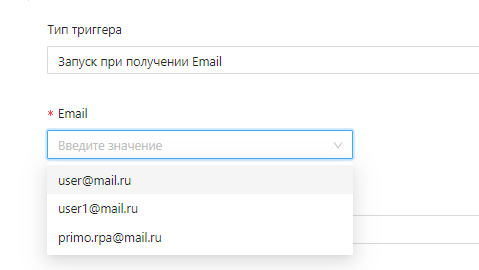 Тип триггера
Запуск при получении Email
* Email
Введите значение
user@mail.ru
user1@mail.ru
primo.rpa@mail.ru